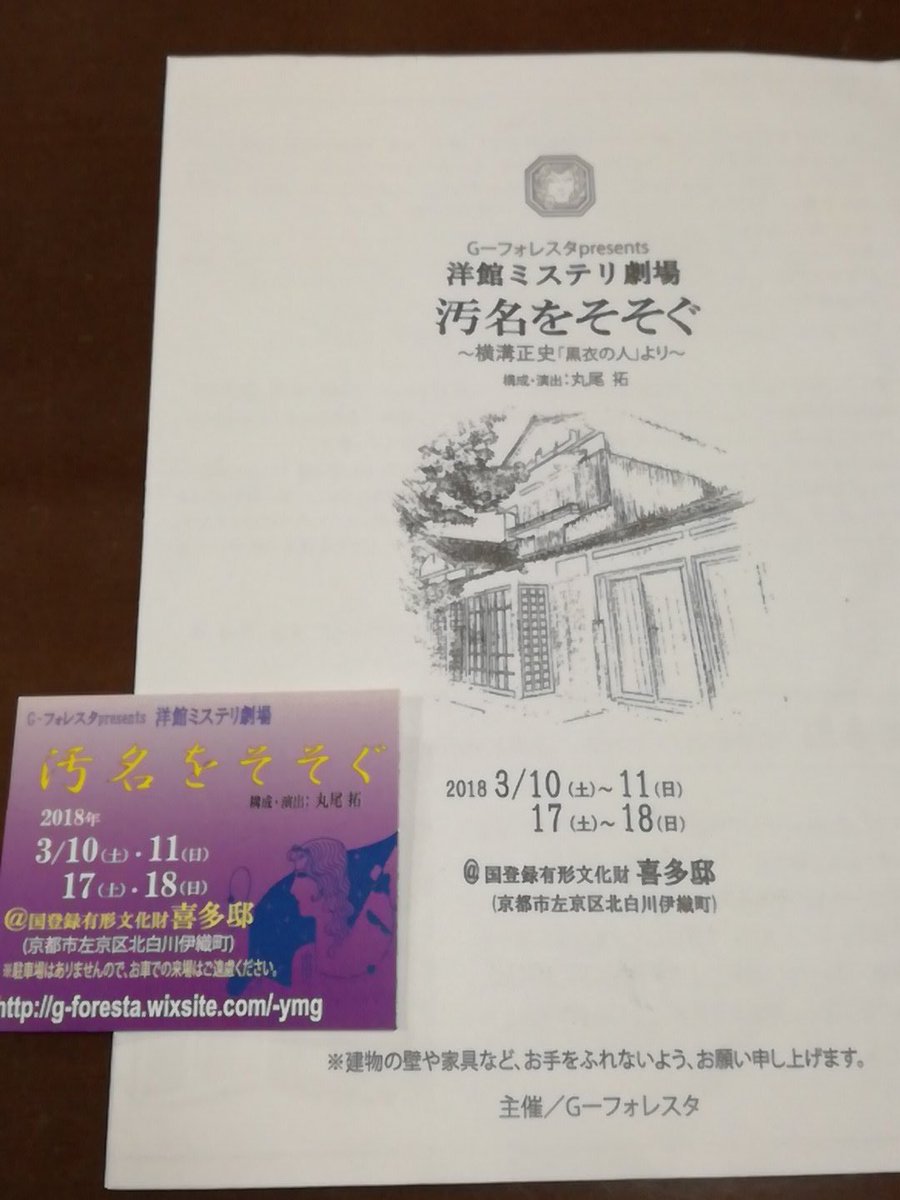 G－フォレスタpresents
洋館ミステリ劇場
汚名をそそぐ
～横溝正史「黒衣の人」より～
構成・演出：丸尾 拓
2018 3/10（土）～ 11（日）
17（土）～ 18（日）
@国登録有形文化財 喜多邸
（京都市左京区北白川伊織町）
※建物の壁や家具など、お手をふれないよう、お願い申し上げます。
主催／G－フォレスタ
G-フォレスタpresents 洋館ミステリ劇場
汚名をそそぐ
構成・演出：丸尾 拓
2018年
3/10（土）・11（日）
17（土）・18（日）
@国登録有形文化財喜多邸
（京都市左京区北白川伊織町）
※駐車場はありませんので、お車での来場はご遠慮ください。
http://g-foresta.wixsite.com/-ymg